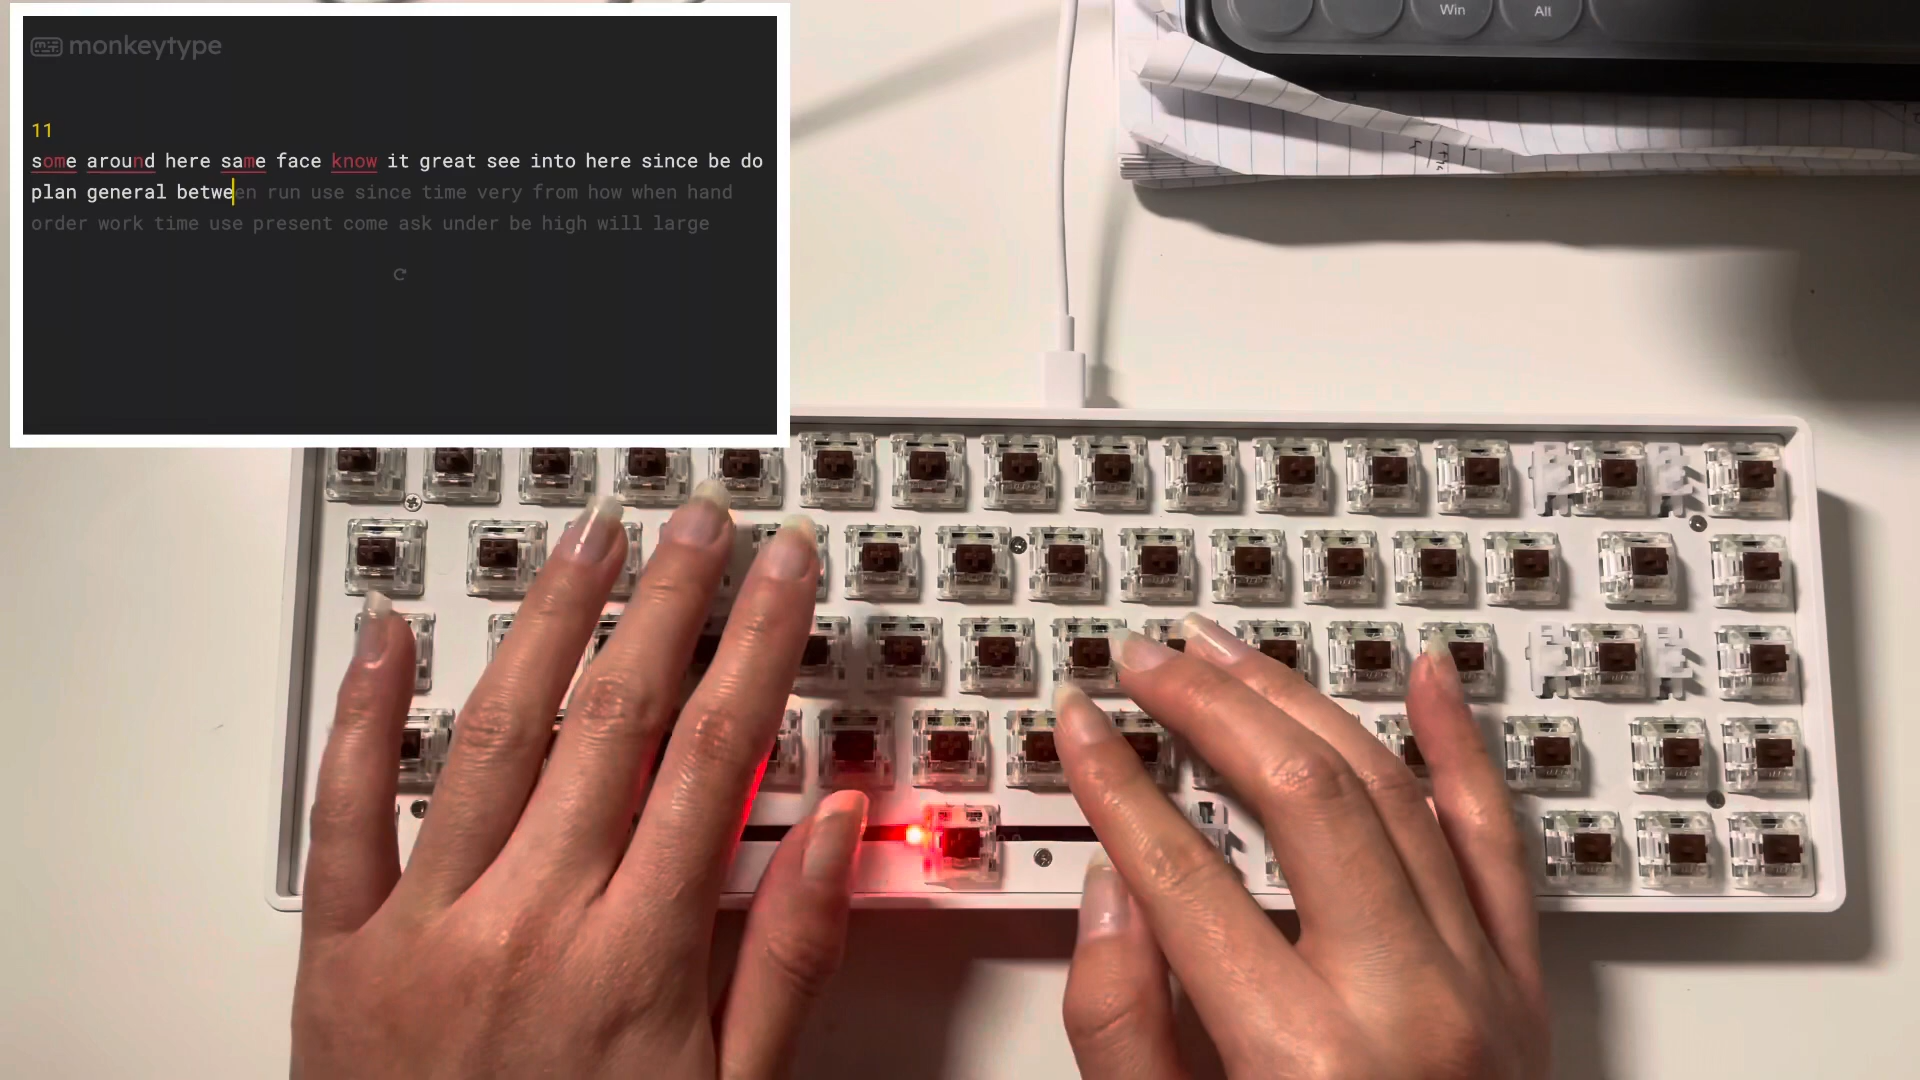 monkeytype
11
some around here same face know it great see into here since be do
plan general between run use since time very from how when hand
order work time use present come ask under be high will large
Win